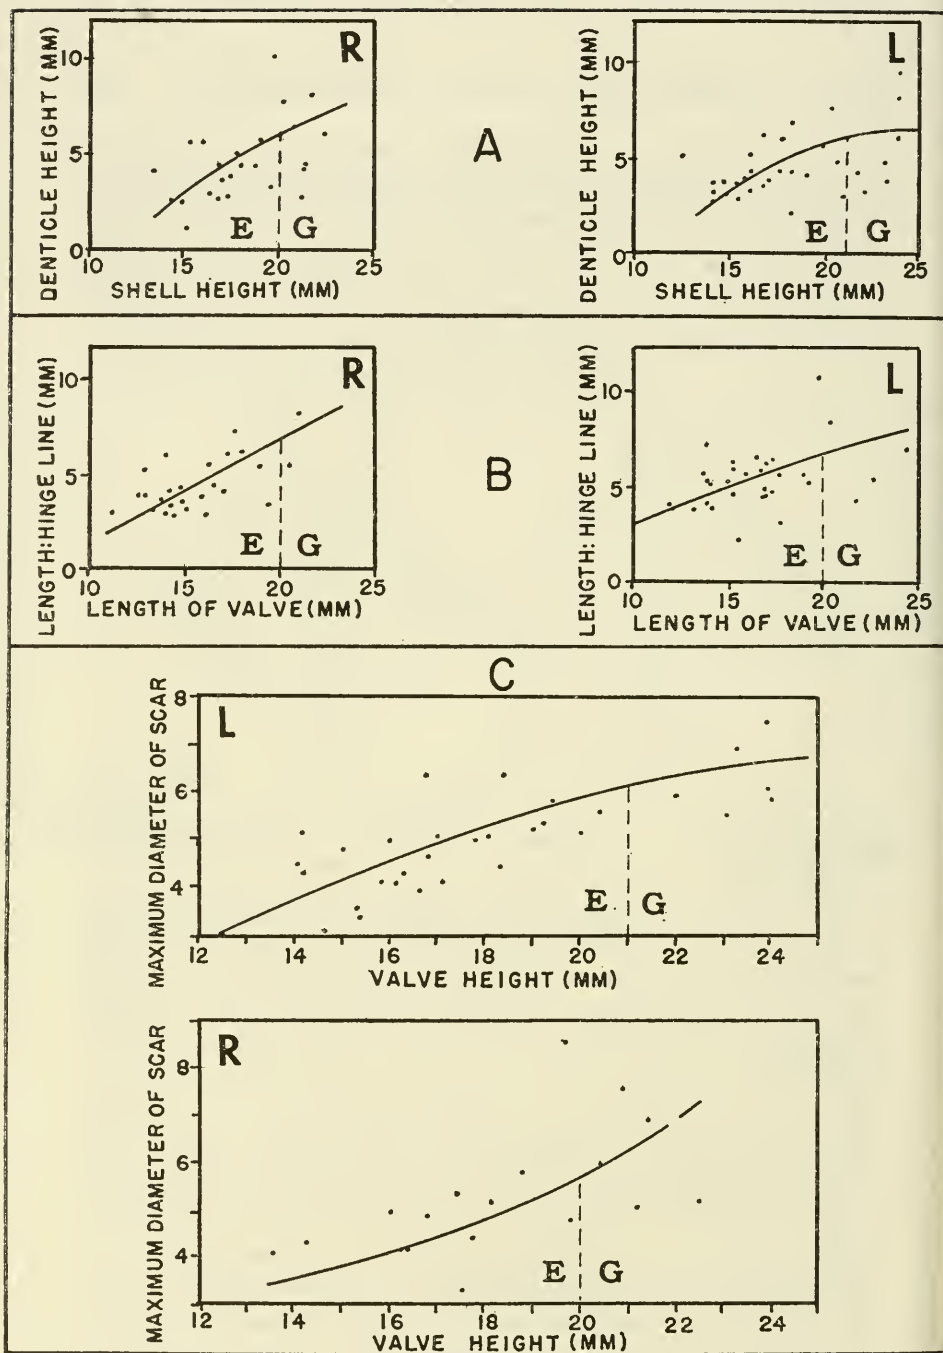 R
10
5
0
DENTICLE HEIGHT (MM)
E G
10 15 20 25
SHELL HEIGHT (MM)
A
L
10
5
0
DENTICLE HEIGHT (MM)
E G
10 15 20 25
SHELL HEIGHT (MM)
R
10
5
0
LENGTH:HINGE LINE (MM)
E G
10 15 20 25
LENGTH OF VALVE (MM)
B
L
10
5
0
LENGTH: HINGE LINE (MM)
E G
10 15 20 25
LENGTH OF VALVE (MM)
C
L
8
6
4
MAXIMUM DIAMETER OF SCAR
E G
12 14 16 18 20 22 24
VALVE HEIGHT (MM)
R
8
6
4
MAXIMUM DIAMETER OF SCAR
E G
12 14 16 18 20 22 24
VALVE HEIGHT (MM)